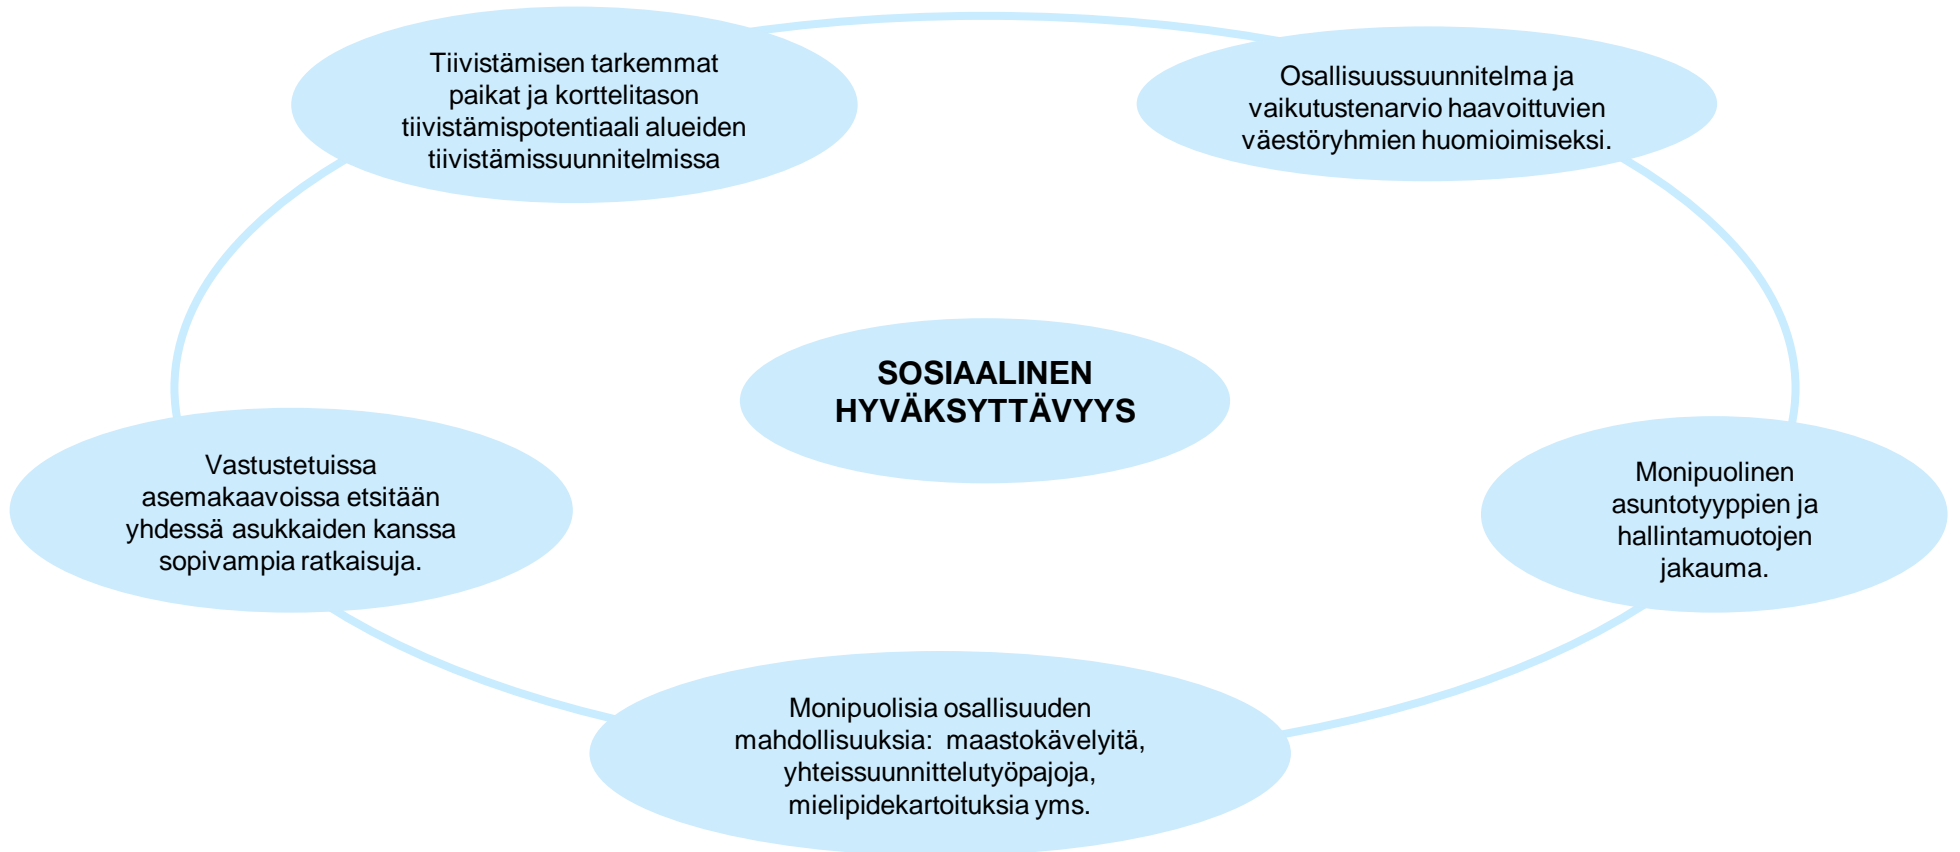 Tiivistämisen tarkemmat
paikat ja korttelitason
tiivistämispotentiaali alueiden
tiivistämissuunnitelmissa
Osallisuussuunnitelma ja
vaikutustenarvio haavoittuvien
väestöryhmien huomioimiseksi.
SOSIAALINEN
HYVÄKSYTTÄVYYS
Vastustetuissa
asemakaavoissa etsitään
yhdessä asukkaiden kanssa
sopivampia ratkaisuja.
Monipuolinen
asuntotyyppien ja
hallintamuotojen
jakauma.
Monipuolisia osallisuuden
mahdollisuuksia: maastokävelyitä,
yhteissuunnittelutyöpajoja,
mielipidekartoituksia yms.